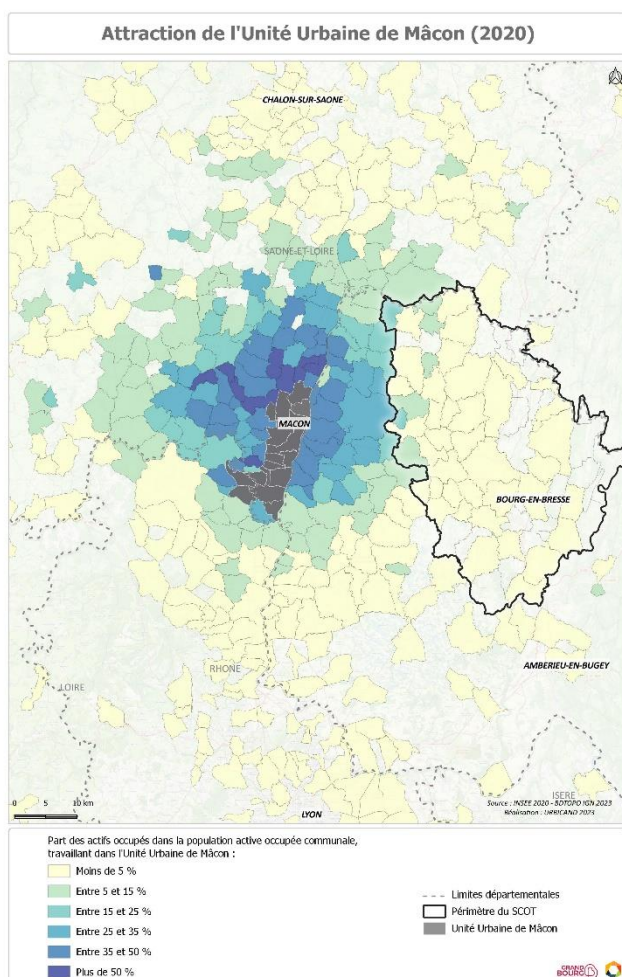 Attraction de l'Unité Urbaine de Mâcon (2020)
CHALON-SUR-SAONE
SAONE-ET-LOIRE
MACON
BOURG-EN-BRESSE
AMBERIEU-EN-BUGEY
RHONE
LOIRE
ISERE
LYON
0 5 10 km
Source : INSEE 2020 - BDTOPO IGN 2023
Réalisation : URBICAND 2023
Part des actifs occupés dans la population active occupée communale,
travaillant dans l'Unité Urbaine de Mâcon :
Moins de 5 %
Entre 5 et 15 %
Entre 15 et 25 %
Entre 25 et 35 %
Entre 35 et 50 %
Plus de 50 %
Limites départementales
Périmètre du SCOT
Unité Urbaine de Mâcon
GRAND
BOURG